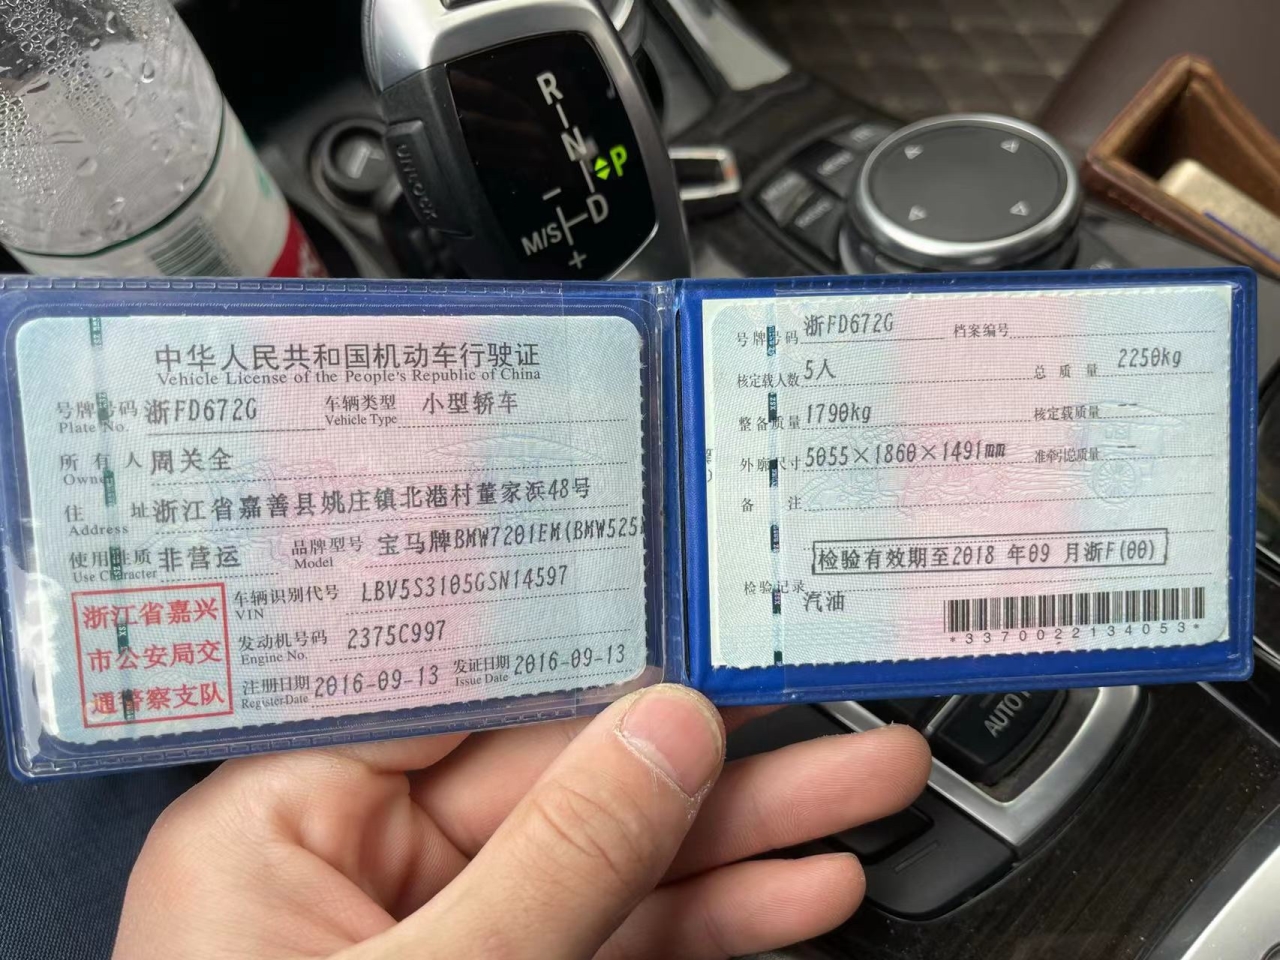 R
N
P
D
M/S
+
UNLOCK
中华人民共和国机动车行驶证
Vehicle License of the People's Republic of China
号牌号码 浙FD672G 车辆类型 小型轿车
Plate No. Vehicle Type
所有人 周关全
Owner
住址 浙江省嘉善县姚庄镇北港村董家浜48号
Address
使用性质 非营运 品牌型号 宝马牌BMW7201EM(BMW525
Use Character Model
浙江省嘉兴
市公安局交
通警察支队
车辆识别代号 LBV5S3105GSN14597
VIN
发动机号码 2375C997
Engine No.
注册日期 2016-09-13 发证日期 2016-09-13
Register Date Issue Date
号牌号码 浙FD672G 档案编号
核定载人数 5人 总质量 2250kg
整备质量 1790kg 核定载质量 --
外廓尺寸 5055×1860×1491mm 准牵引总质量 --
备注
检验有效期至2018 年09 月浙F(00)
检验记录
汽油
*3370022134053*
AUTO